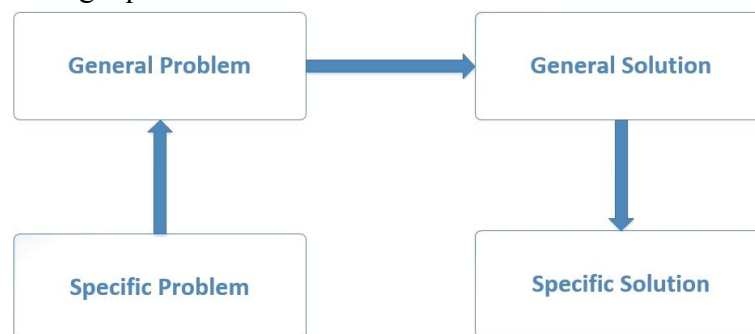 General Problem
General Solution
Specific Problem
Specific Solution